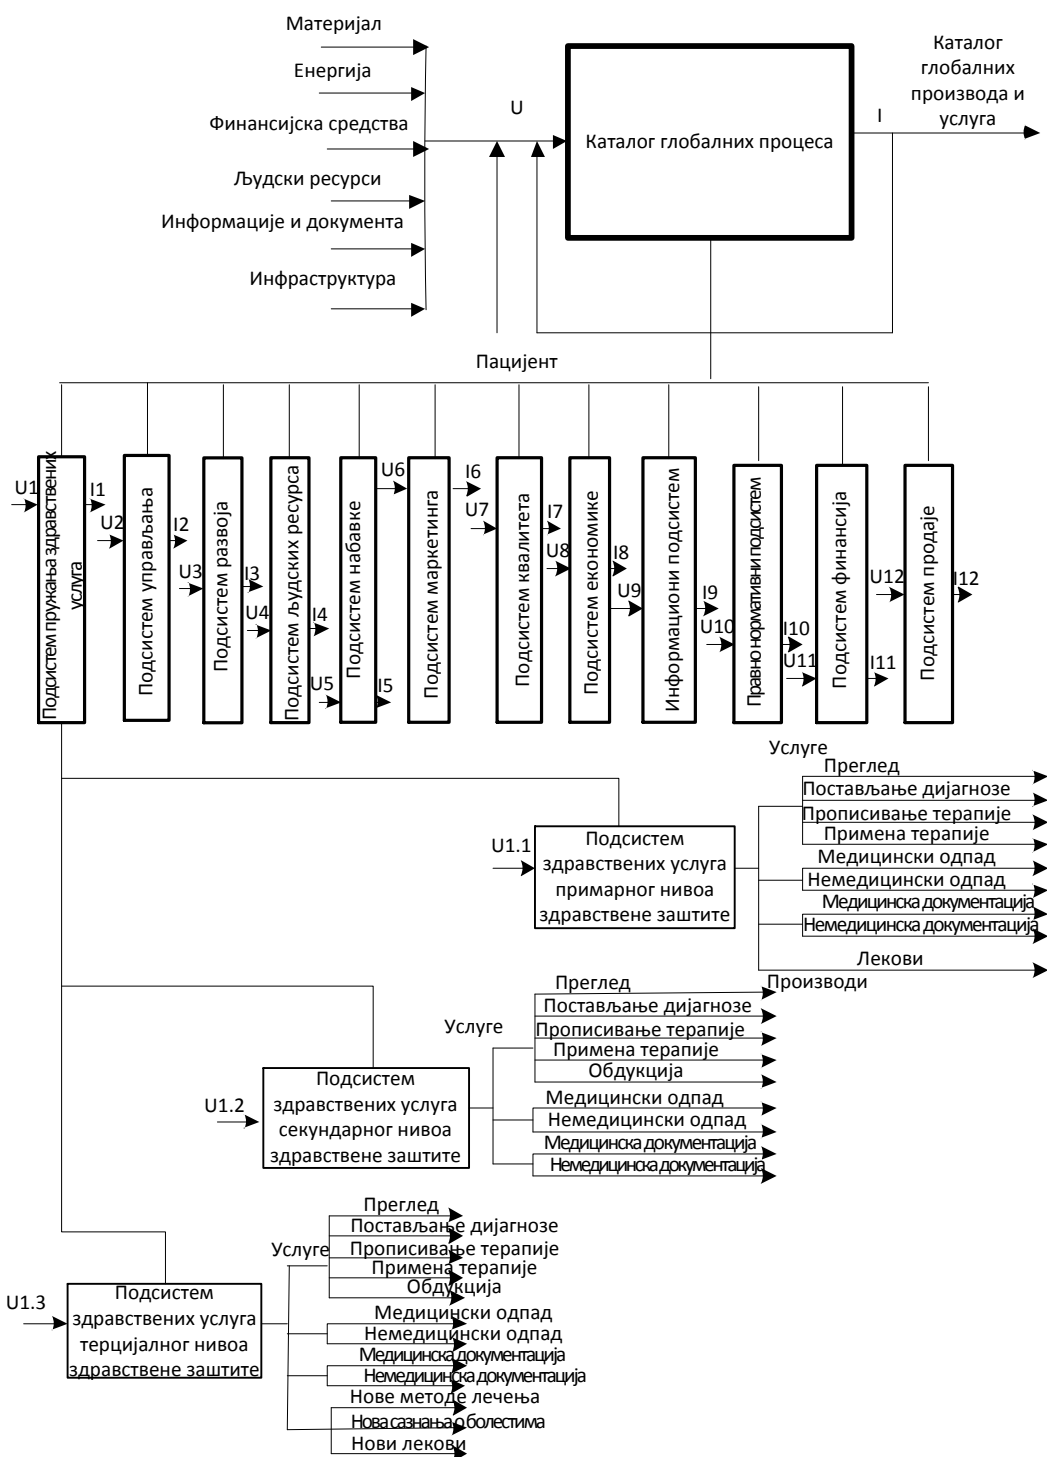 Материјал
Енергија
Финансијска средства
Људски ресурси
Информације и документа
Инфраструктура
U
Каталог глобалних процеса
I
Каталог
глобалних
производа и
услуга
Пацијент
U1
Подсистем пружања здравствених
услуга
I1
U2
Подсистем управљања
I2
U3
Подсистем развоја
I3
U4
Подсистем људских ресурса
I4
U5
Подсистем набавке
I5
U6
Подсистем маркетинга
I6
U7
Подсистем квалитета
I7
U8
Подсистем економике
I8
U9
Информациони подсистем
I9
U10
Правно нормативни подсистем
I10
U11
Подсистем финансија
I11
U12
Подсистем продаје
I12
U1.1
Подсистем
здравствених услуга
примарног нивоа
здравствене заштите
Услуге
Преглед
Постављање дијагнозе
Прописивање терапије
Примена терапије
Медицински одпад
Немедицински одпад
Медицинска документација
Немедицинска документација
Лекови
Производи
U1.2
Подсистем
здравствених услуга
секундарног нивоа
здравствене заштите
Услуге
Преглед
Постављање дијагнозе
Прописивање терапије
Примена терапије
Обдукција
Медицински одпад
Немедицински одпад
Медицинска документација
Немедицинска документација
U1.3
Подсистем
здравствених услуга
терцијалног нивоа
здравствене заштите
Услуге
Преглед
Постављање дијагнозе
Прописивање терапије
Примена терапије
Обдукција
Медицински одпад
Немедицински одпад
Медицинска документација
Немедицинска документација
Нове методе лечења
Нова сазнања о болестима
Нови лекови